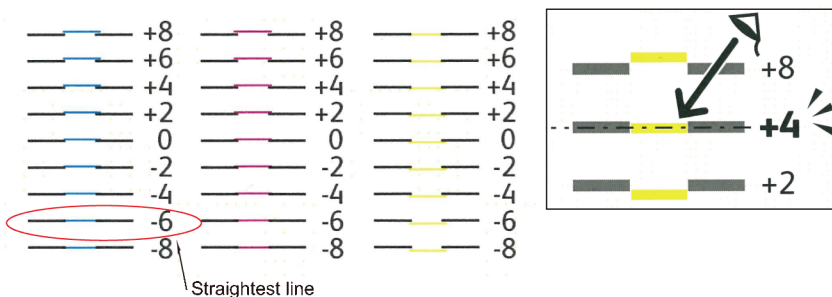 +8 +8 +8
+6 +6 +6
+4 +4 +4
+2 +2 +2
0 0 0
-2 -2 -2
-4 -4 -4
-6 -6 -6
-8 -8 -8
Straightest line
+8
+4
+2